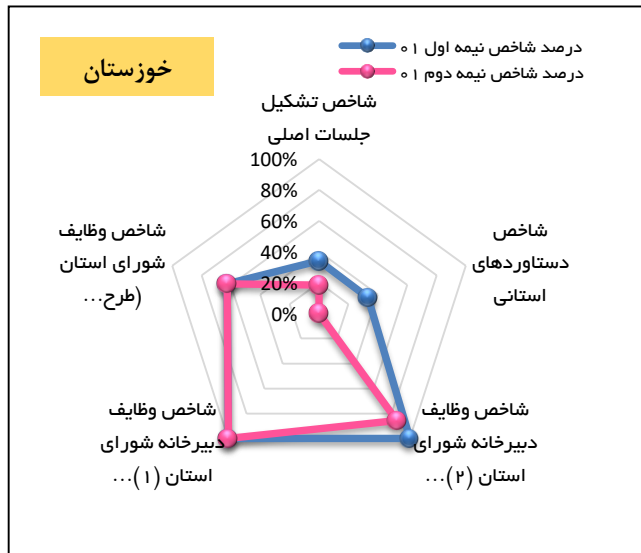 خوزستان
درصد شاخص نیمه اول ۰۱
درصد شاخص نیمه دوم ۰۱
شاخص تشکیل
جلسات اصلی
100%
80%
60%
40%
20%
0%
شاخص
دستاوردهای
استانی
شاخص وظایف
دبیرخانه شورای
استان (۲)...
شاخص وظایف
دبیرخانه شورای
استان (۱)...
شاخص وظایف
شورای استان
(طرح...